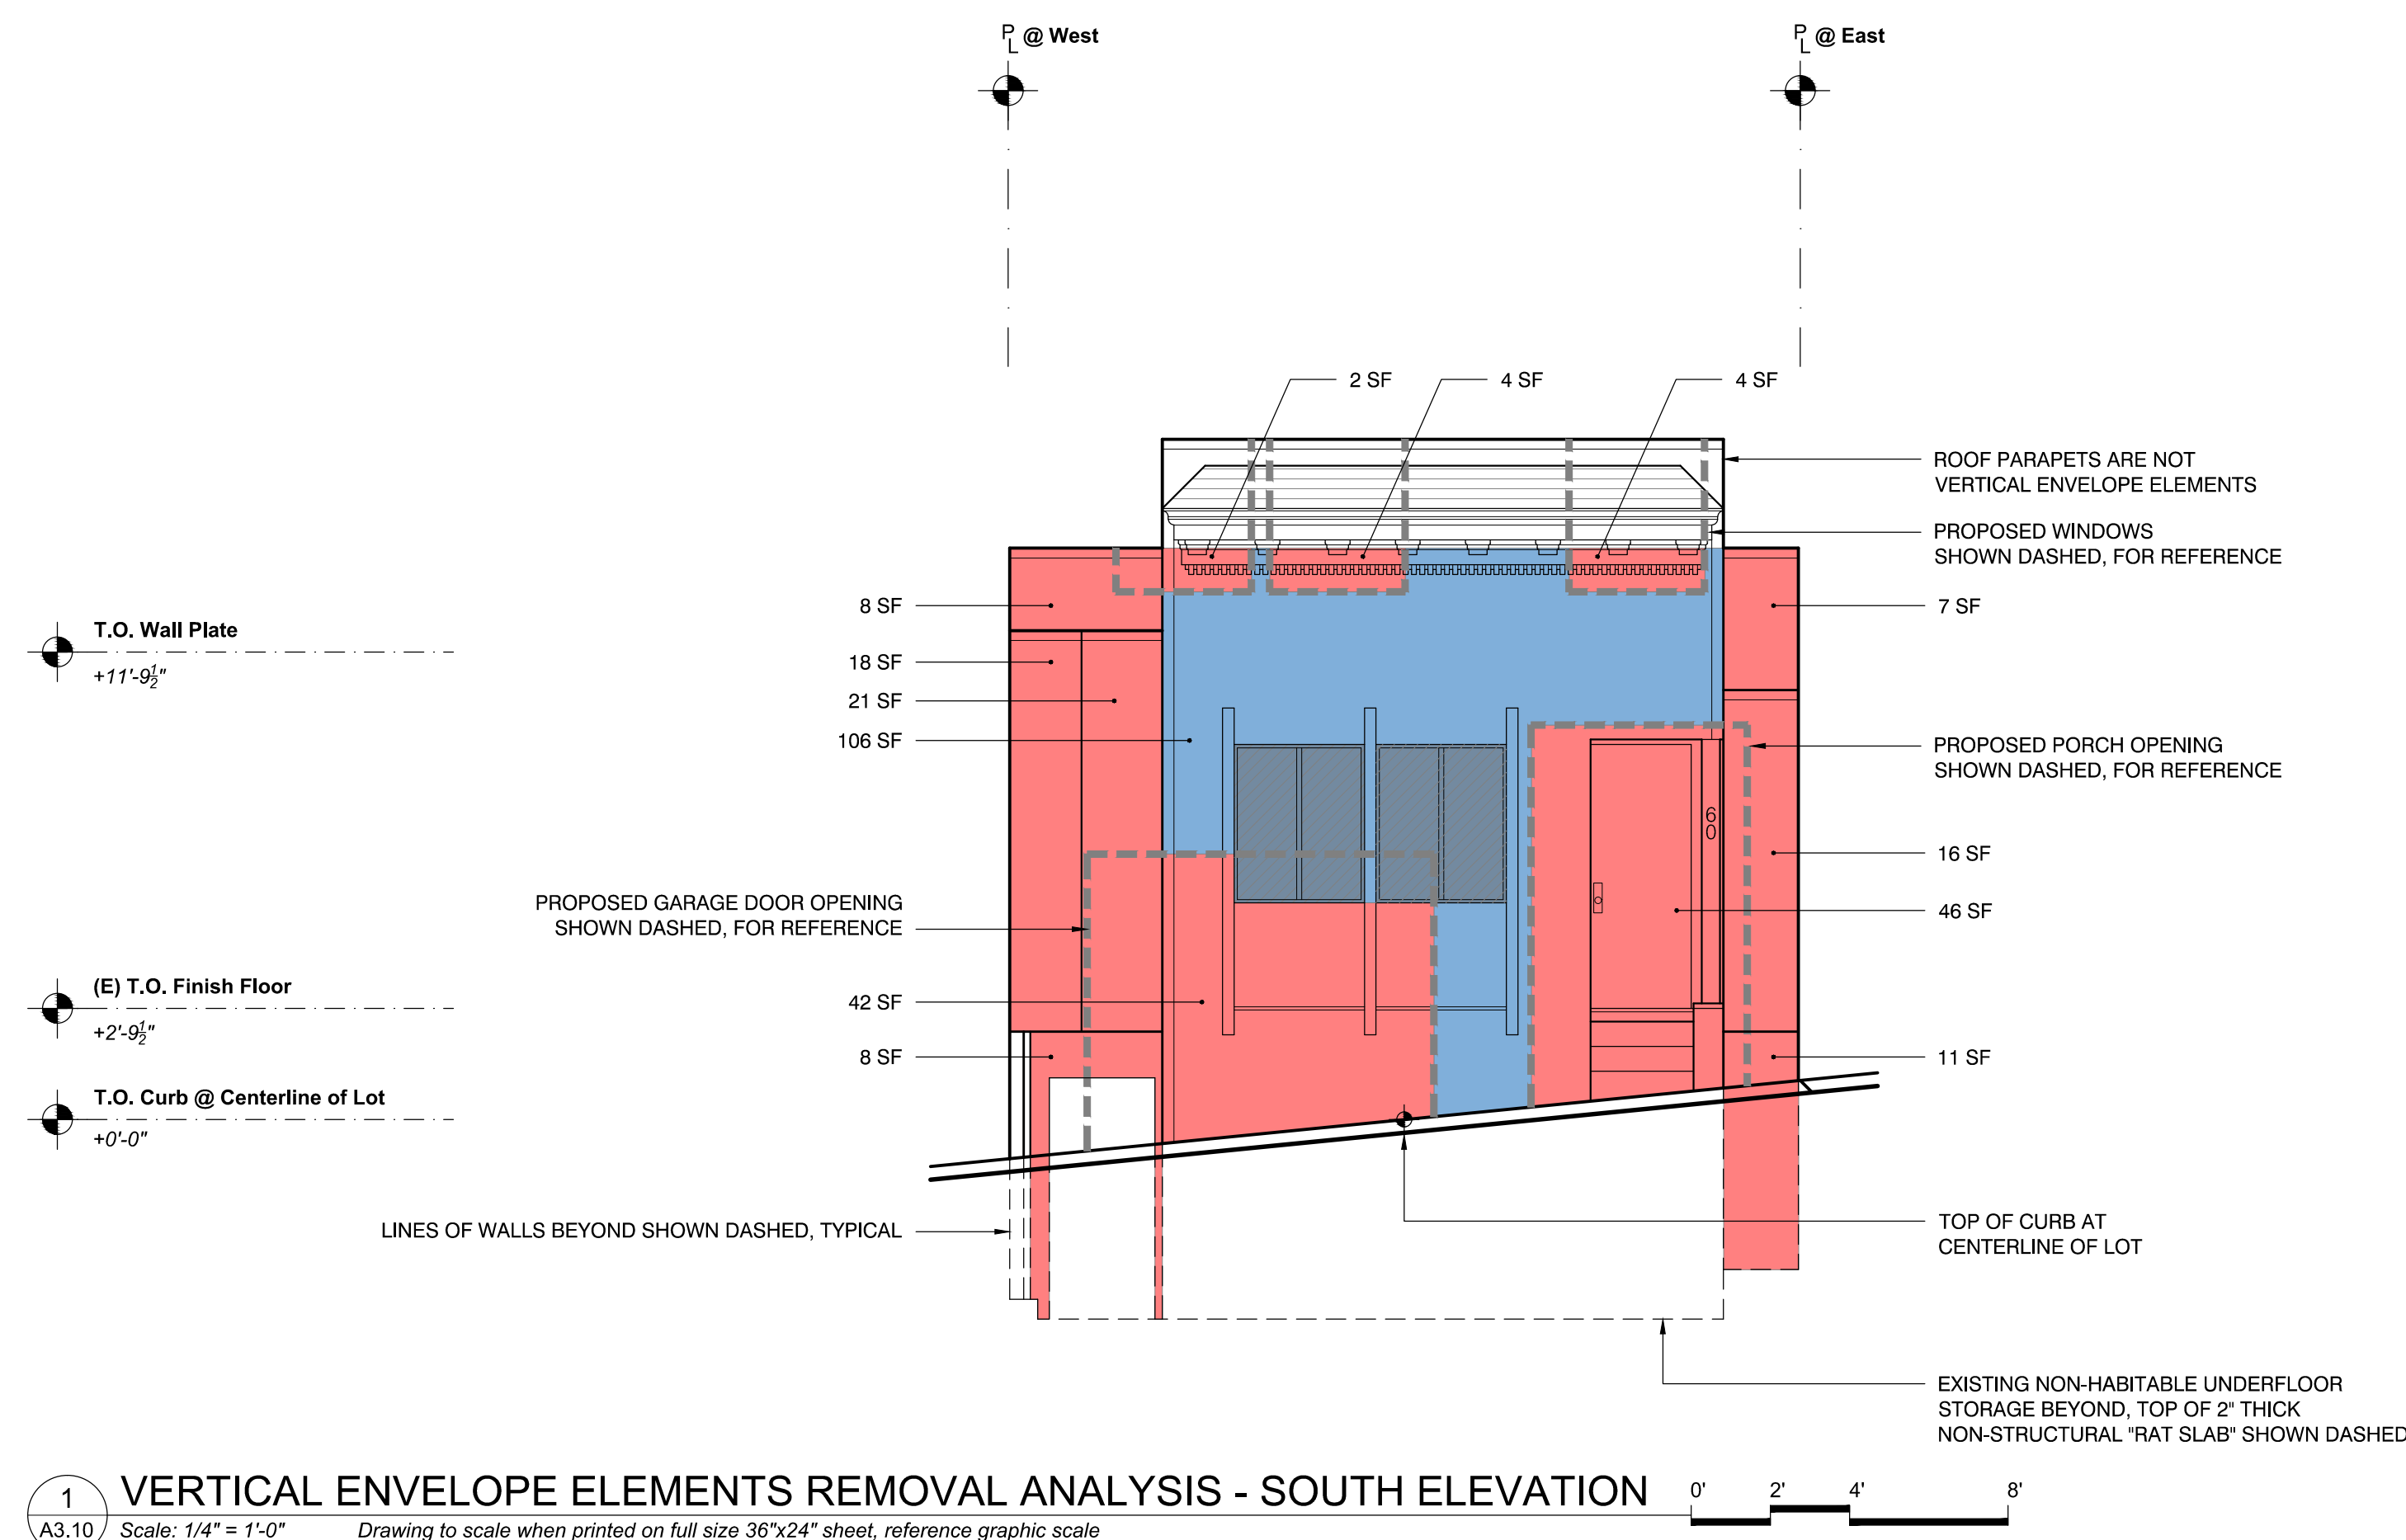 PL @ West
PL @ East
2 SF
4 SF
4 SF
ROOF PARAPETS ARE NOT
VERTICAL ENVELOPE ELEMENTS
PROPOSED WINDOWS
SHOWN DASHED, FOR REFERENCE
8 SF
7 SF
T.O. Wall Plate
+11'-9 1/2"
18 SF
21 SF
106 SF
PROPOSED PORCH OPENING
SHOWN DASHED, FOR REFERENCE
60
16 SF
PROPOSED GARAGE DOOR OPENING
SHOWN DASHED, FOR REFERENCE
46 SF
(E) T.O. Finish Floor
+2'-9 1/2"
42 SF
8 SF
11 SF
T.O. Curb @ Centerline of Lot
+0'-0"
LINES OF WALLS BEYOND SHOWN DASHED, TYPICAL
TOP OF CURB AT
CENTERLINE OF LOT
EXISTING NON-HABITABLE UNDERFLOOR
STORAGE BEYOND, TOP OF 2" THICK
NON-STRUCTURAL "RAT SLAB" SHOWN DASHED
1
A3.10
VERTICAL ENVELOPE ELEMENTS REMOVAL ANALYSIS - SOUTH ELEVATION
Scale: 1/4" = 1'-0"
Drawing to scale when printed on full size 36"x24" sheet, reference graphic scale
0' 2' 4' 8'